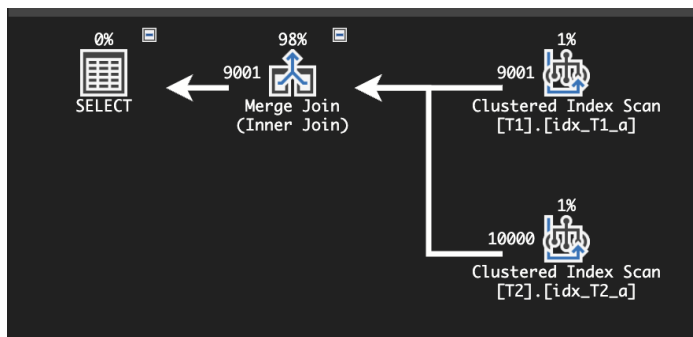 0%
SELECT
98%
9001
Merge Join
(Inner Join)
1%
9001
Clustered Index Scan
[T1].[idx_T1_a]
1%
10000
Clustered Index Scan
[T2].[idx_T2_a]